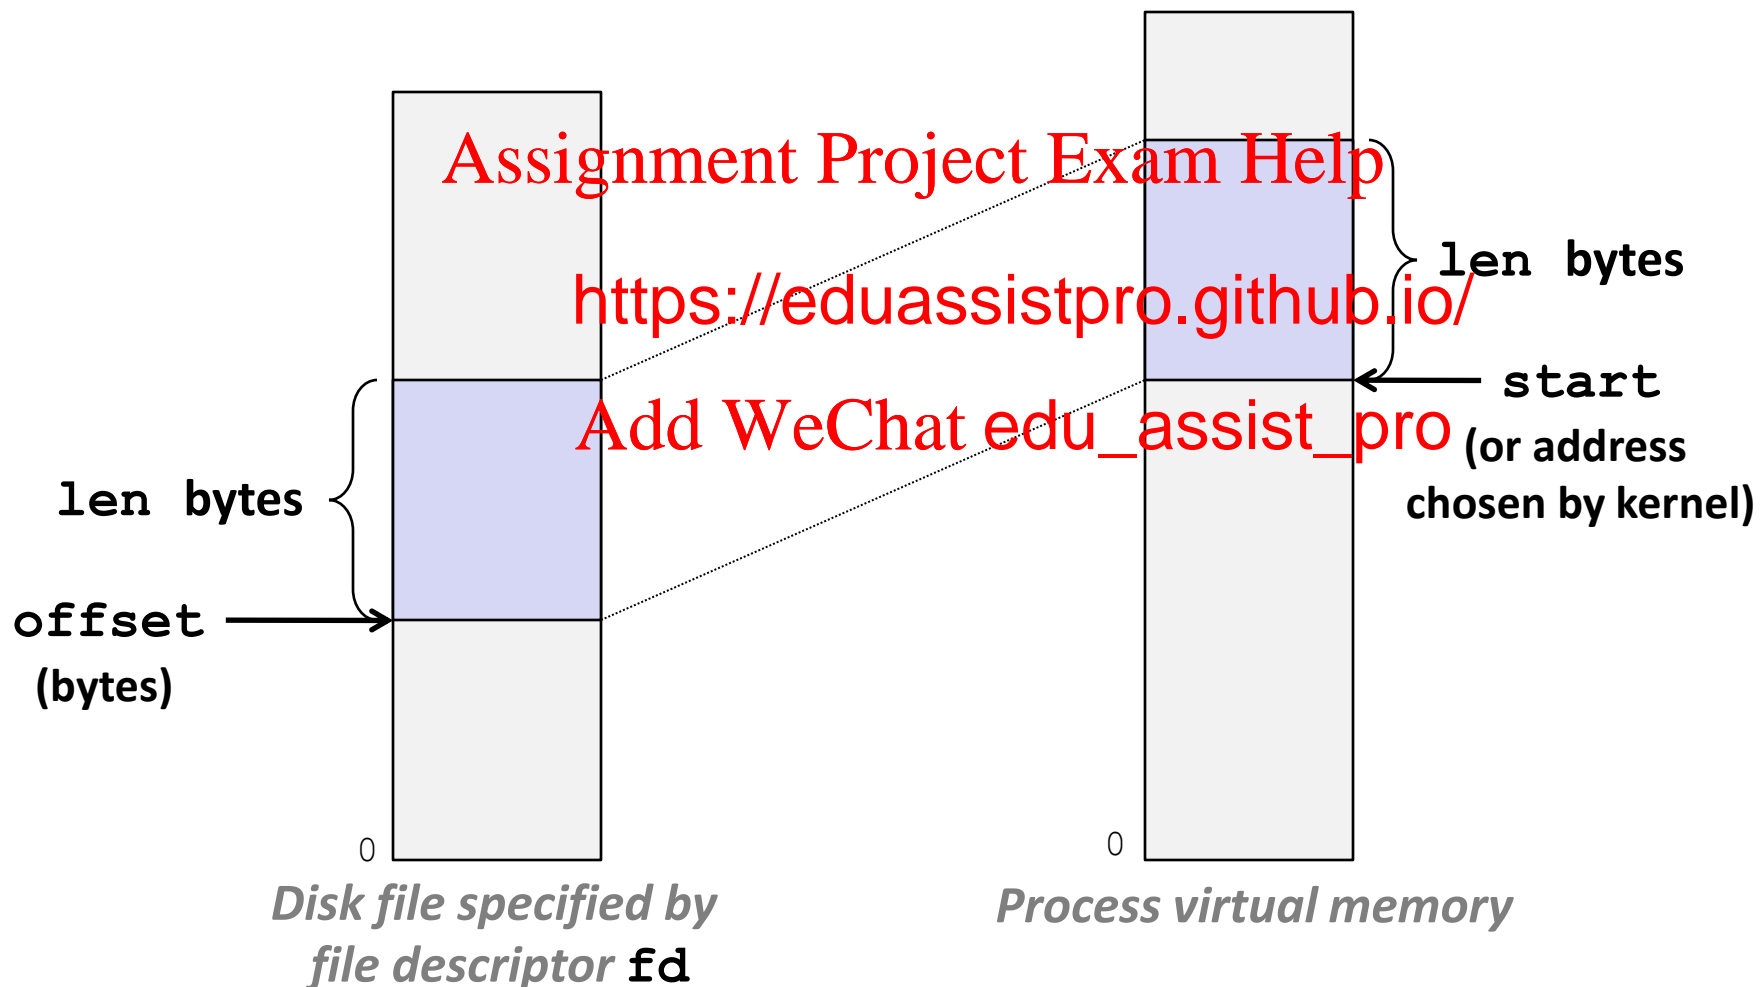 Assignment Project Exam Help
len bytes
https://eduassistpro.github.io/
start
Add WeChat edu_assist_pro
(or address
chosen by kernel)
len bytes
offset
(bytes)
0
0
Disk file specified by
file descriptor fd
Process virtual memory